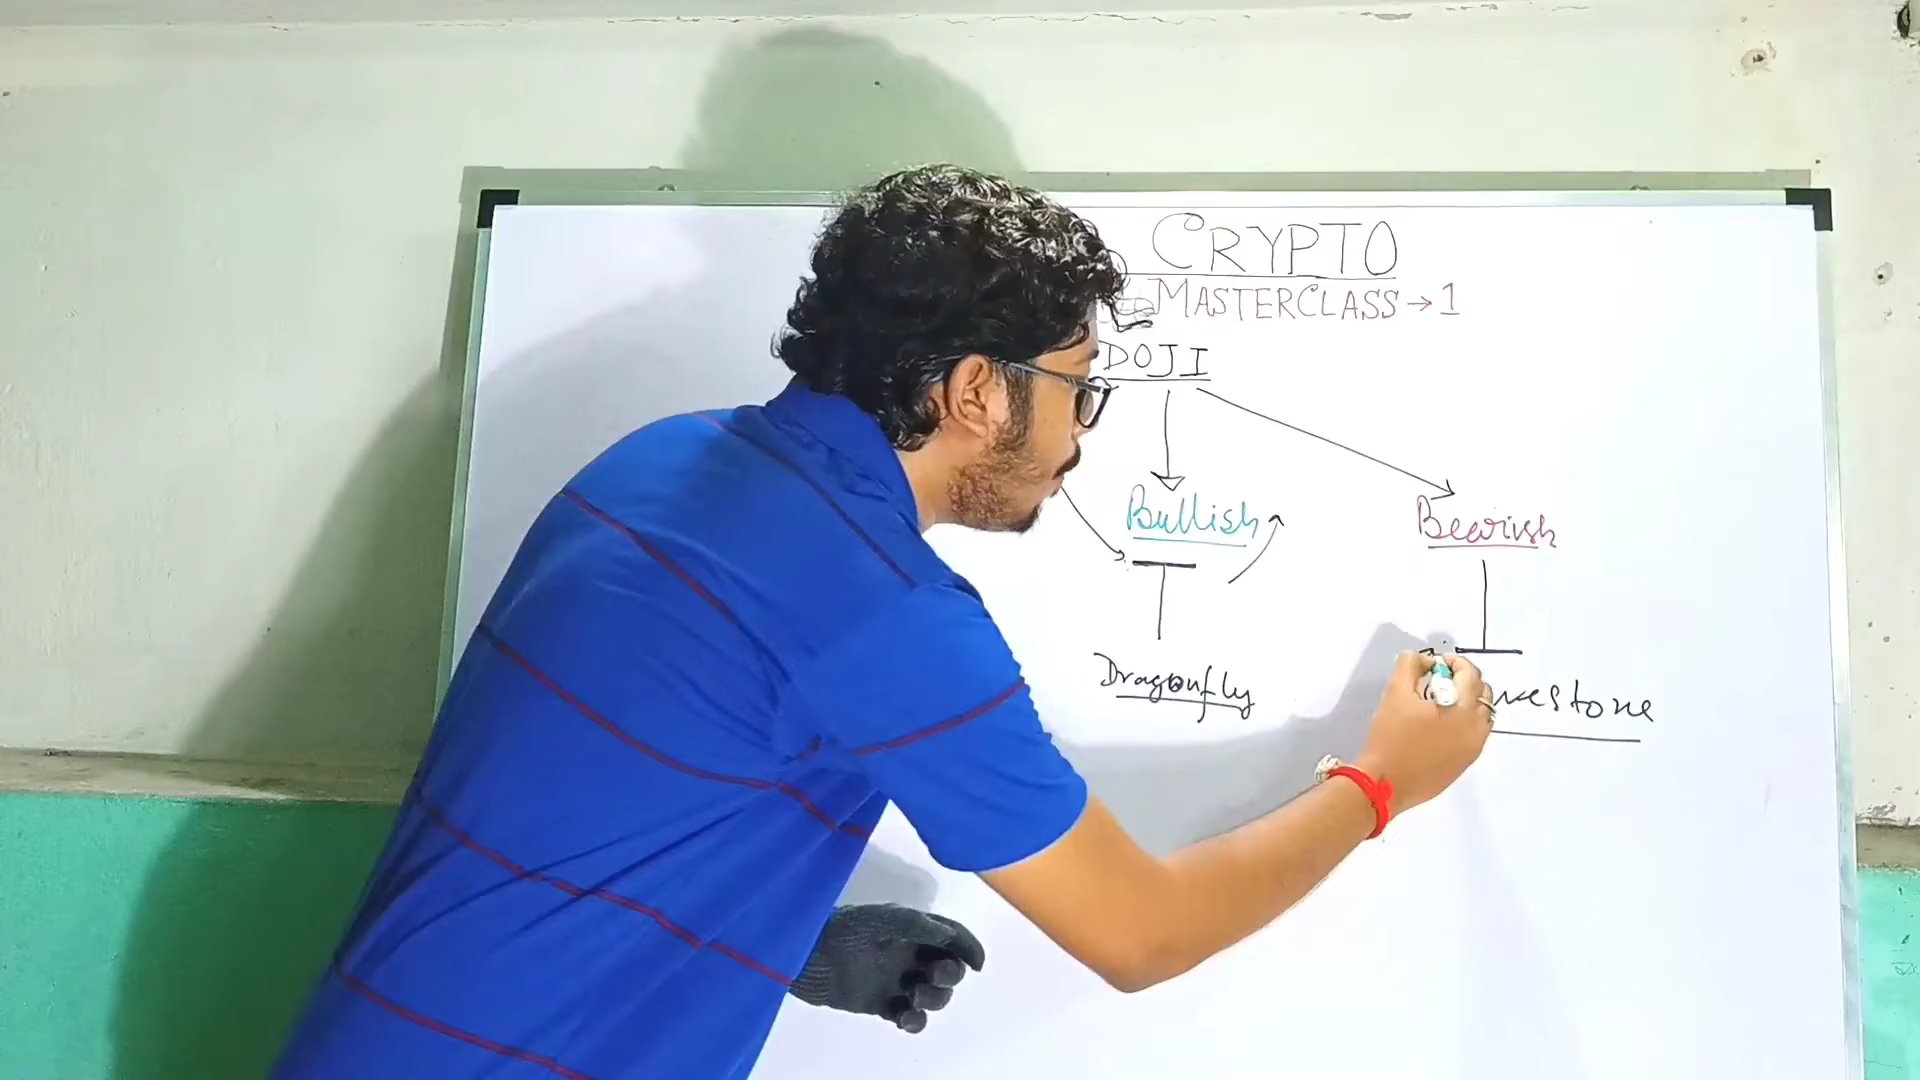 CRYPTO
MASTERCLASS → 1
DOJI
Bullish
Bearish
Dragonfly